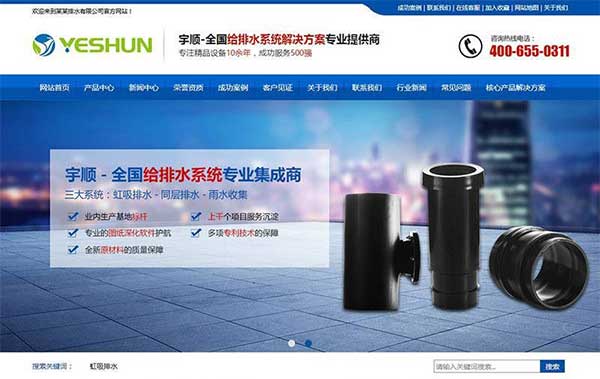 欢迎来到某某排水有限公司官方网站！
成功案例 | 联系我们 | 在线客服 | 加入收藏 | 网站地图 | 关于我们
YESHUN
宇顺-全国给排水系统解决方案专业提供商
专注精品设备10余年，成功服务500强
咨询热线电话：
400-655-0311
网站首页 产品中心 新闻中心 荣誉资质 成功案例 客户见证 关于我们 联系我们 行业新闻 常见问题 核心产品解决方案
宇顺 - 全国给排水系统专业集成商
三大系统：虹吸排水 - 同层排水 - 雨水收集
业内生产基地标杆 上千个项目服务沉淀
专业的图纸深化软件护航 多项专利技术的保障
全新原材料的质量保障
搜索关键词： 虹吸排水
请输入关键词搜索... 搜索